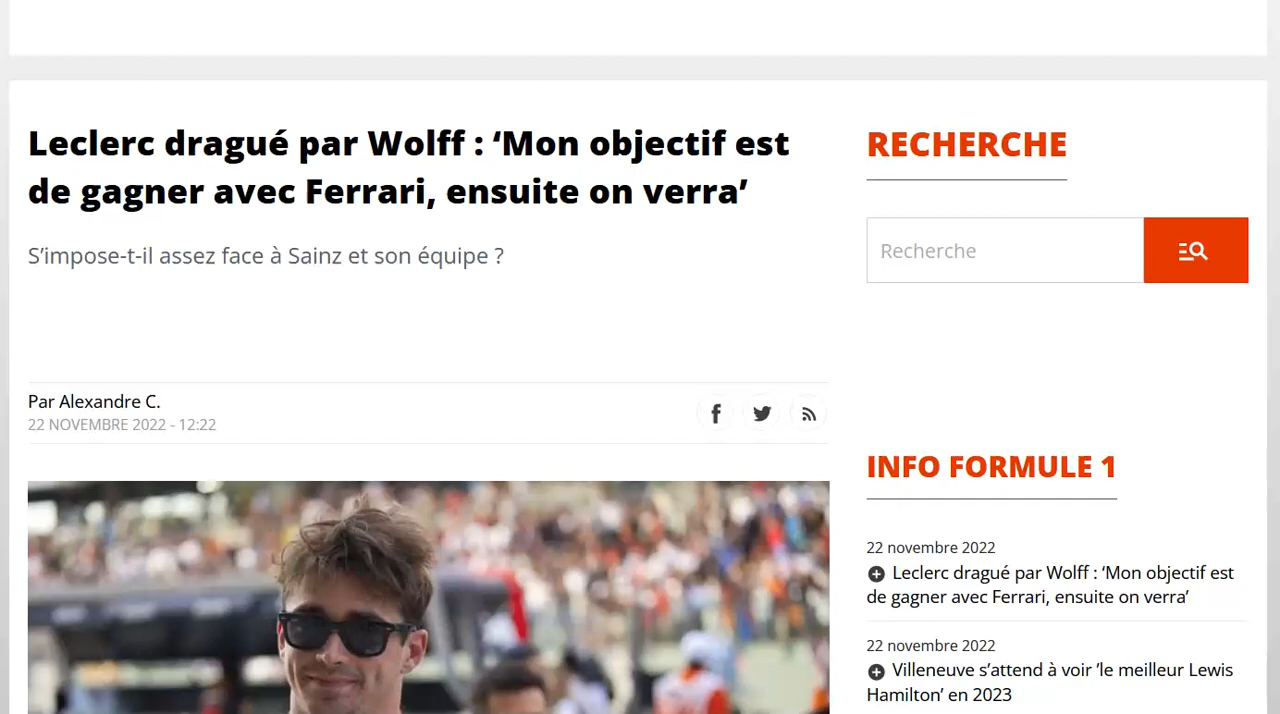 Leclerc dragué par Wolff : ‘Mon objectif est
de gagner avec Ferrari, ensuite on verra’
S’impose-t-il assez face à Sainz et son équipe ?
Par Alexandre C.
22 NOVEMBRE 2022 - 12:22
RECHERCHE
Recherche
INFO FORMULE 1
22 novembre 2022
Leclerc dragué par Wolff : ‘Mon objectif est
de gagner avec Ferrari, ensuite on verra’
22 novembre 2022
Villeneuve s’attend à voir ’le meilleur Lewis
Hamilton’ en 2023